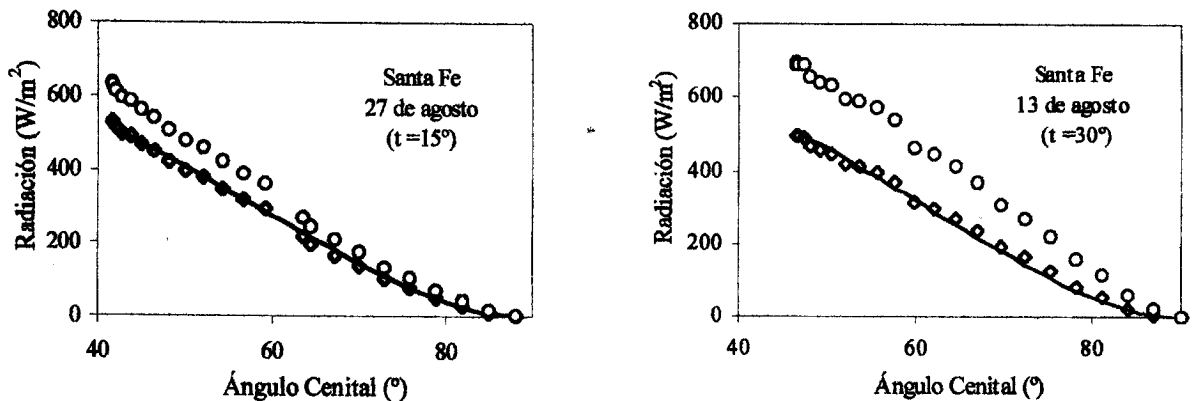 800
600
400
200
0
Radiación (W/m²)
Santa Fe
27 de agosto
(t =15º)
40
60
80
Ángulo Cenital (º)
800
600
400
200
0
Radiación (W/m²)
Santa Fe
13 de agosto
(t =30º)
40
60
80
Ángulo Cenital (º)